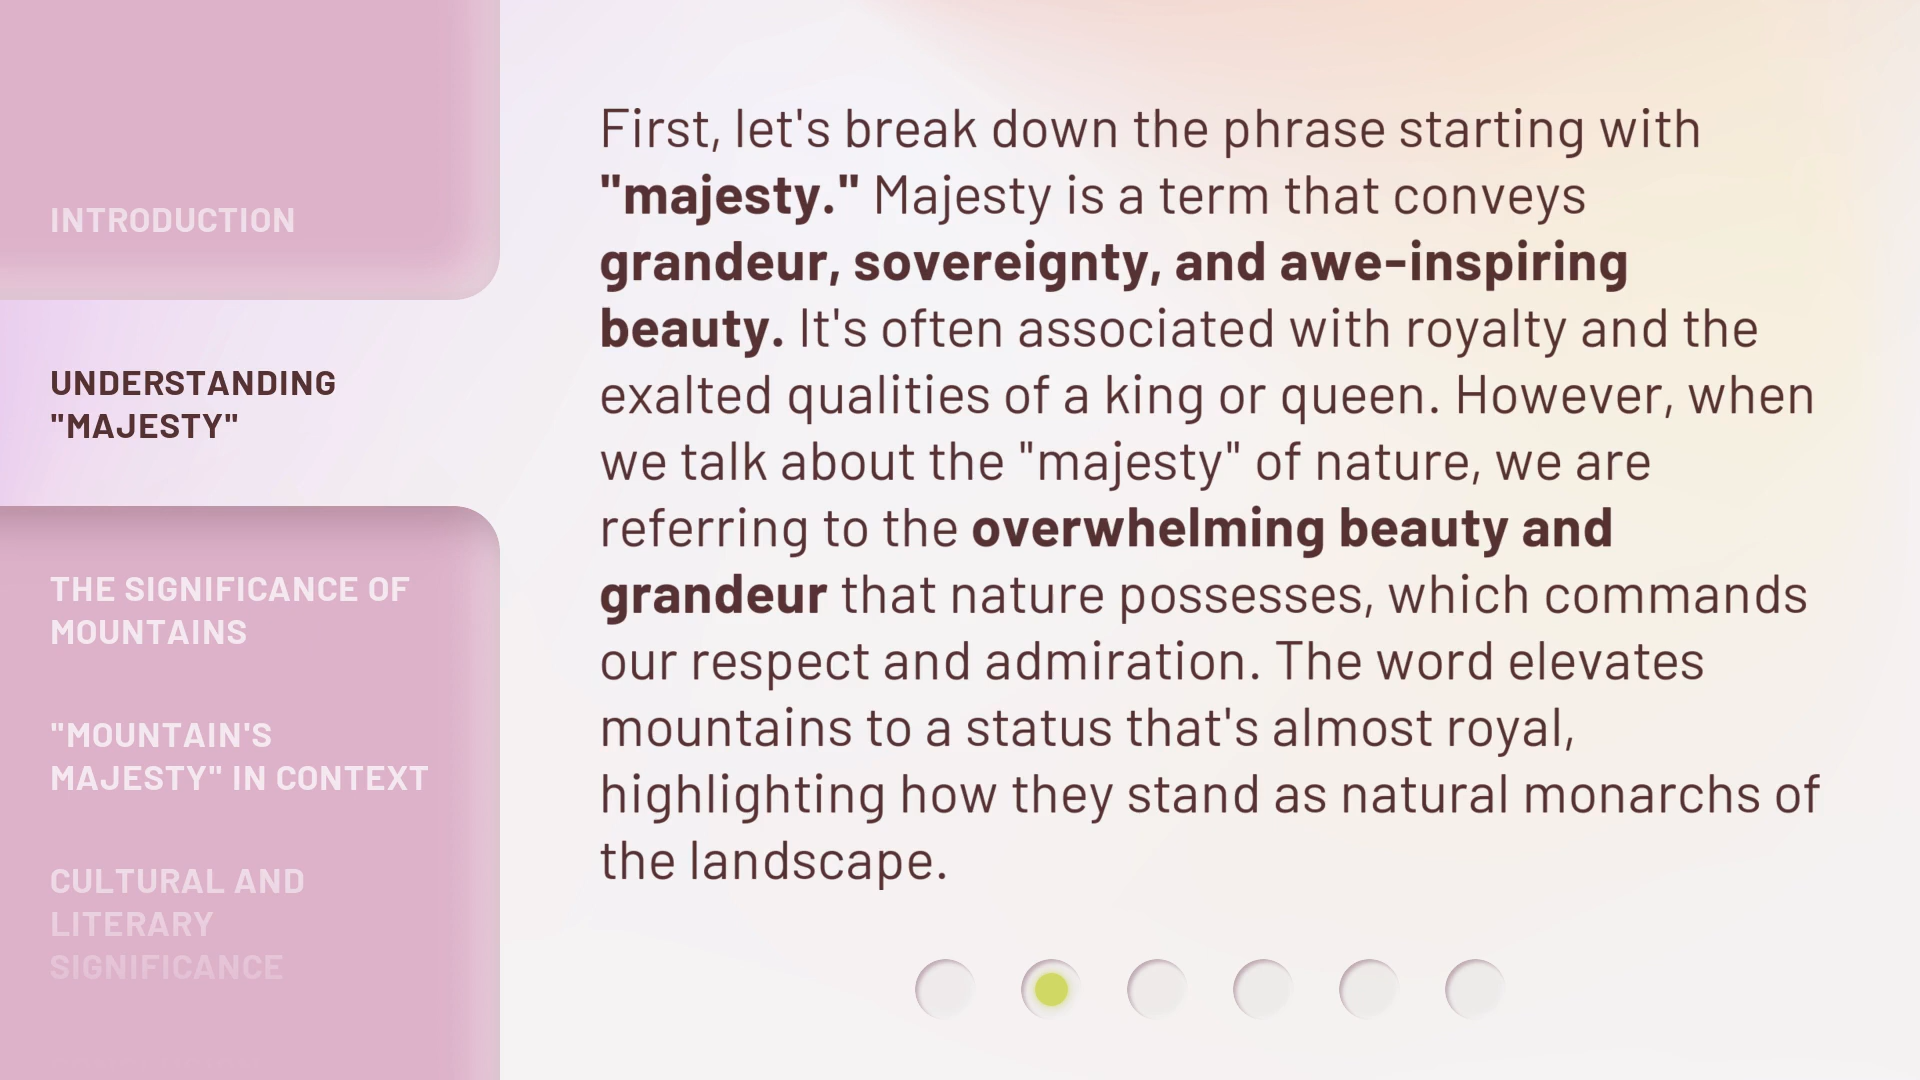 INTRODUCTION
UNDERSTANDING
"MAJESTY"
THE SIGNIFICANCE OF
MOUNTAINS
"MOUNTAIN'S
MAJESTY" IN CONTEXT
CULTURAL AND
LITERARY
SIGNIFICANCE
First, let's break down the phrase starting with
"majesty." Majesty is a term that conveys
grandeur, sovereignty, and awe-inspiring
beauty. It's often associated with royalty and the
exalted qualities of a king or queen. However, when
we talk about the "majesty" of nature, we are
referring to the overwhelming beauty and
grandeur that nature possesses, which commands
our respect and admiration. The word elevates
mountains to a status that's almost royal,
highlighting how they stand as natural monarchs of
the landscape.